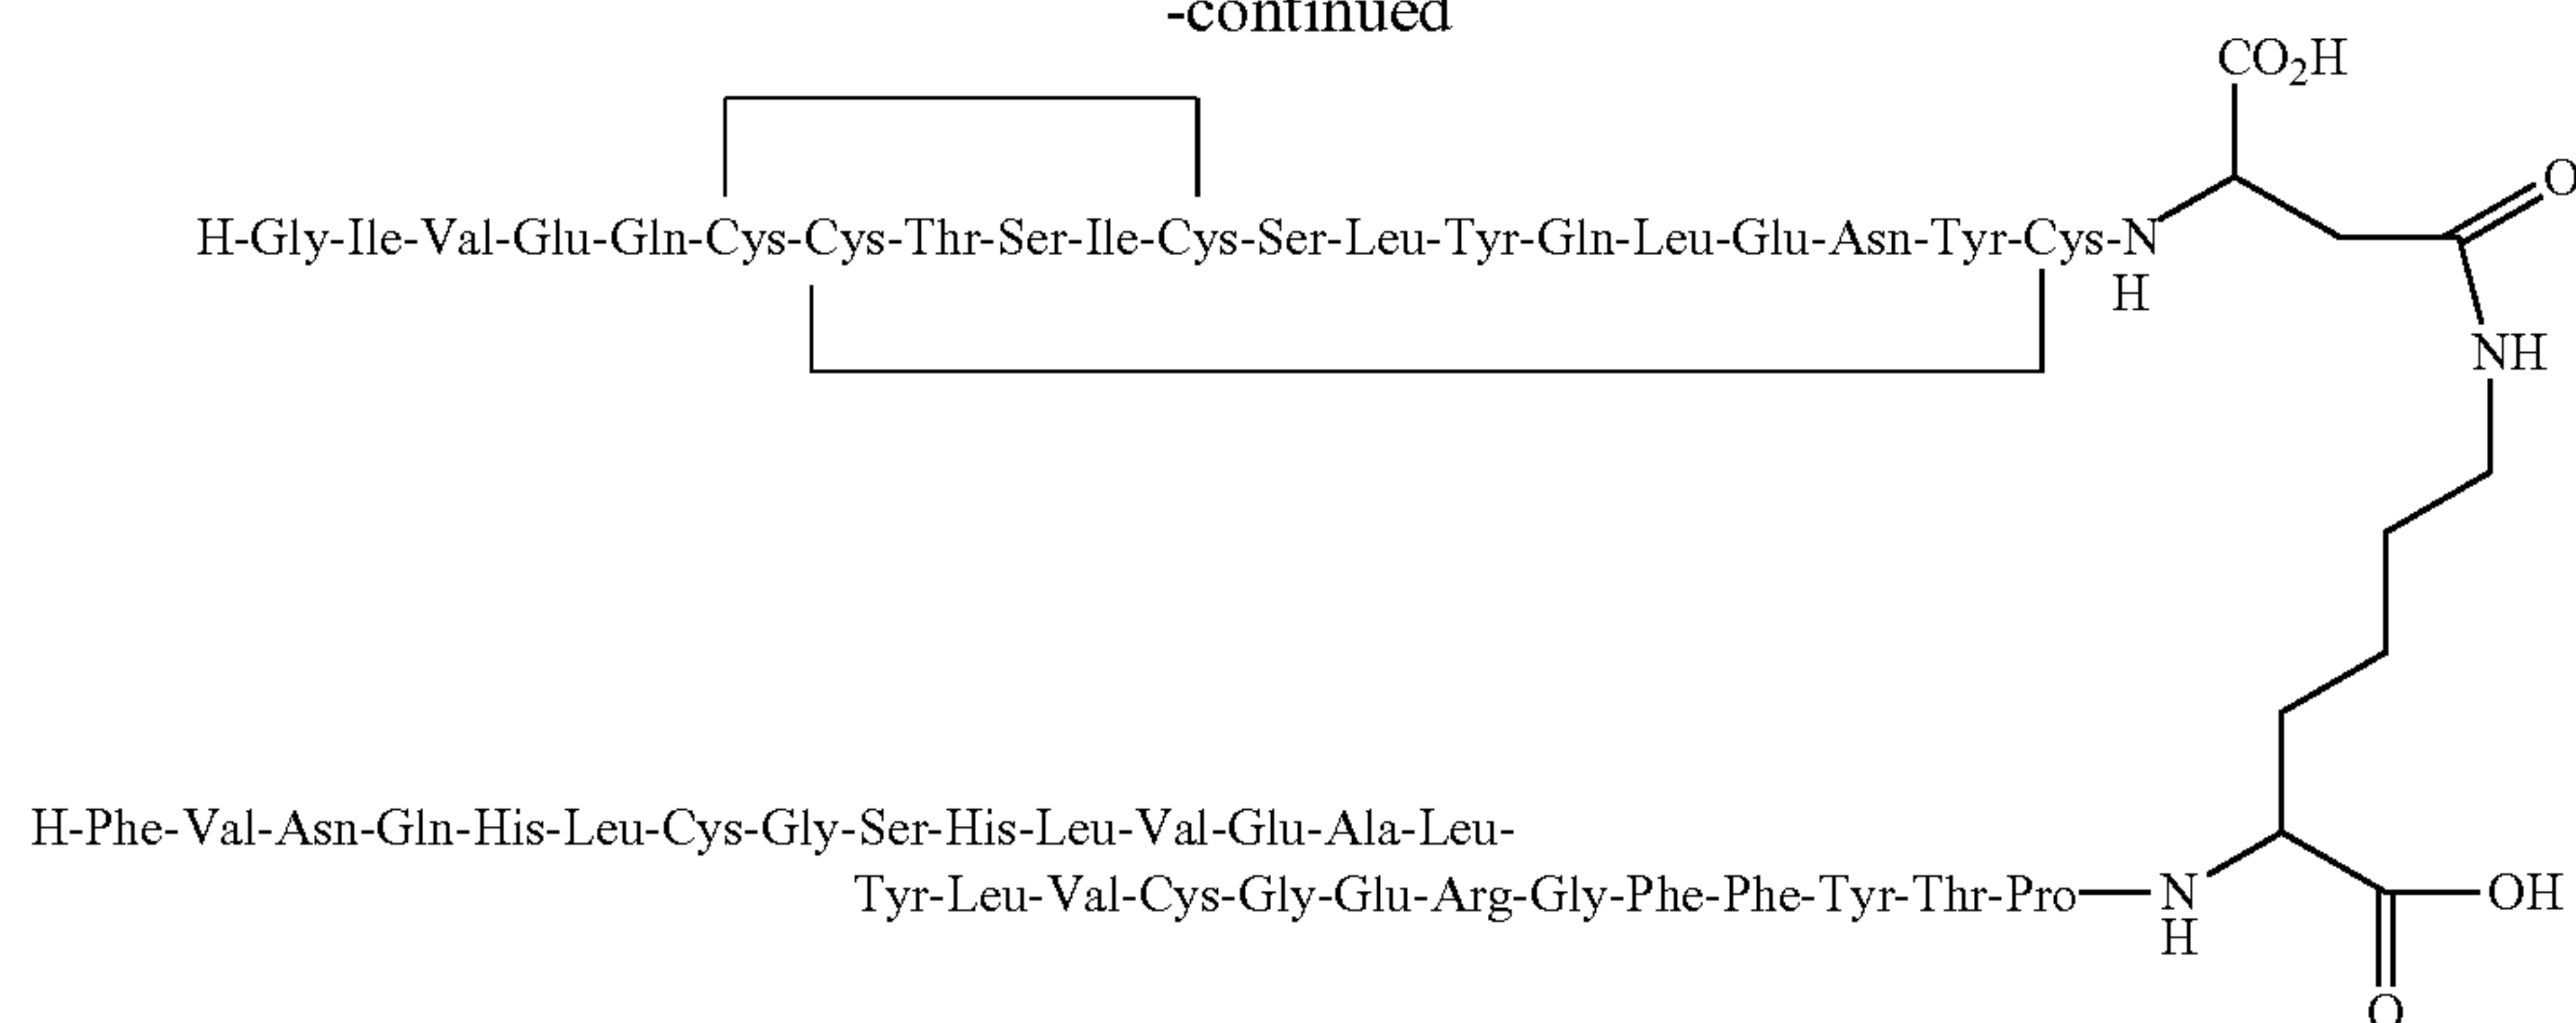 -continued
CO2H
O
H-Gly-Ile-Val-Glu-Gln-Cys-Cys-Thr-Ser-Ile-Cys-Ser-Leu-Tyr-Gln-Leu-Glu-Asn-Tyr-Cys-N
H
NH
H-Phe-Val-Asn-Gln-His-Leu-Cys-Gly-Ser-His-Leu-Val-Glu-Ala-Leu-
Tyr-Leu-Val-Cys-Gly-Glu-Arg-Gly-Phe-Phe-Tyr-Thr-Pro—N
OH
H
O